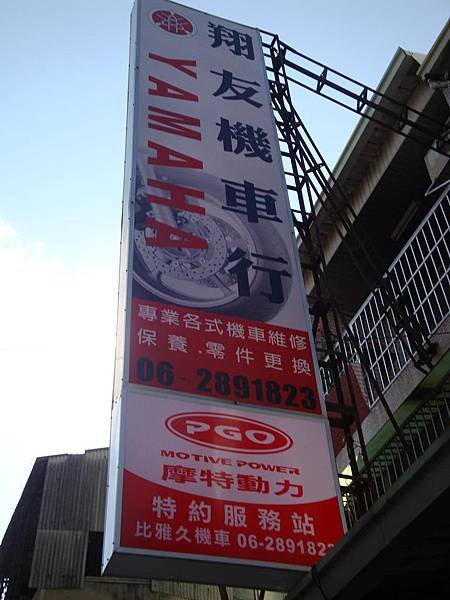 翔友機車行
YAMAHA
專業各式機車維修
保養.零件更換
06-2891823
PGO
MOTIVE POWER
摩特動力
特約服務站
比雅久機車 06-2891823